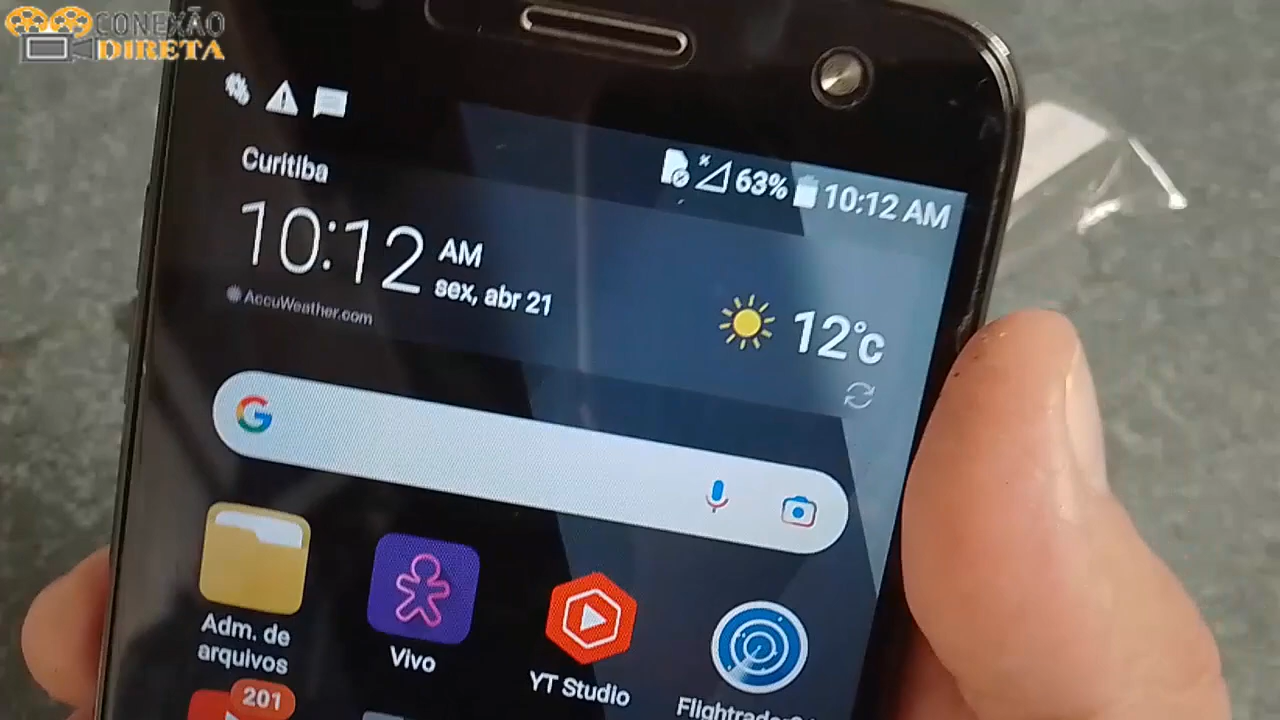 CONEXÃO
DIRETA
63% 10:12 AM
Curitiba
10:12 AM
sex, abr 21
AccuWeather.com
12°c
G
Adm. de
arquivos
Vivo
YT Studio
201